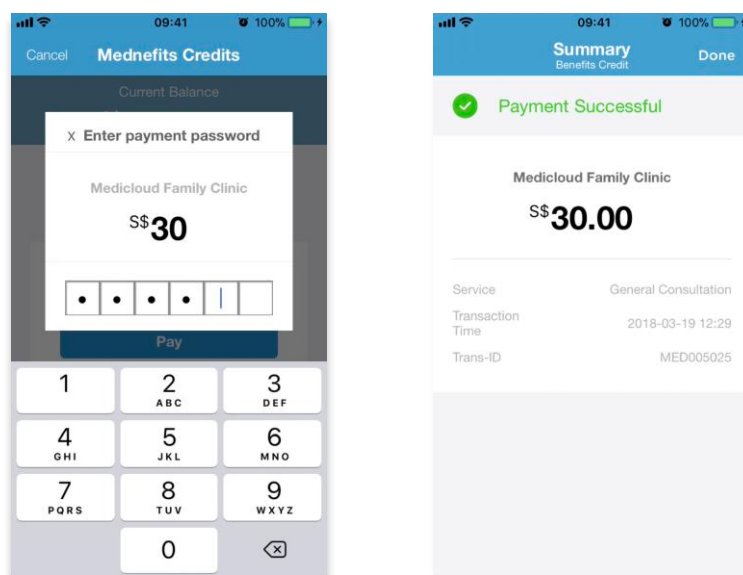 09:41
100%
Cancel
Mednefits Credits
Current Balance
x Enter payment password
Medicloud Family Clinic
S$30
Pay
1
2
ABC
3
DEF
4
GHI
5
JKL
6
MNO
7
PQRS
8
TUV
9
WXYZ
0
09:41
100%
Summary
Benefits Credit
Done
Payment Successful
Medicloud Family Clinic
S$30.00
Service General Consultation
Transaction
Time
2018-03-19 12:29
Trans-ID MED005025